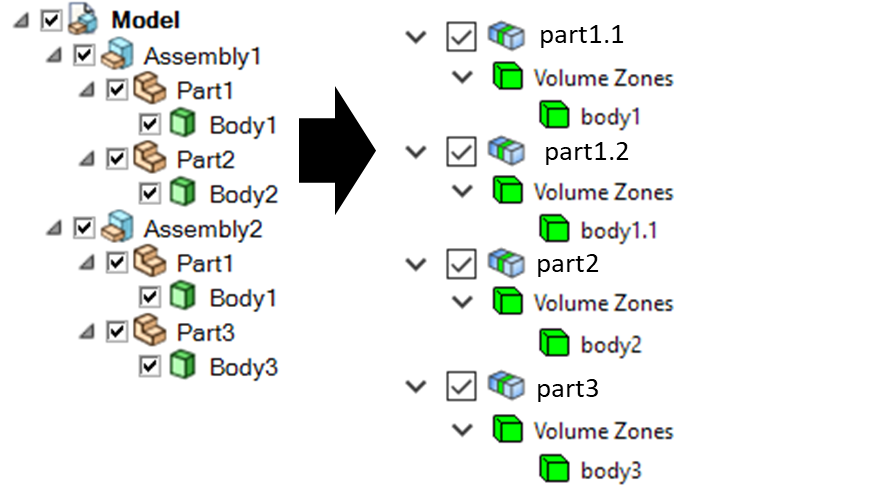 Model
Assembly1
Part1
Body1
Part2
Body2
Assembly2
Part1
Body1
Part3
Body3
part1.1
Volume Zones
body1
part1.2
Volume Zones
body1.1
part2
Volume Zones
body2
part3
Volume Zones
body3